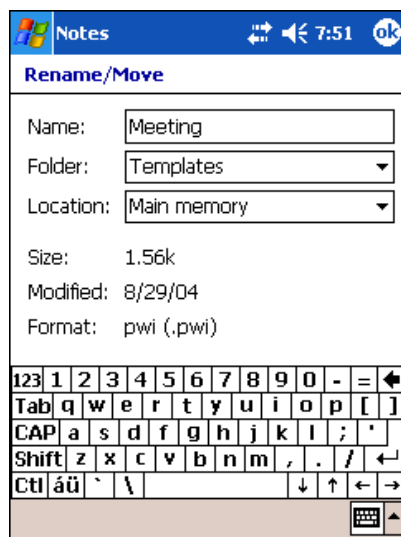 Notes 7:51 ok
Rename/Move
Name: Meeting
Folder: Templates
Location: Main memory
Size: 1.56k
Modified: 8/29/04
Format: pwi (.pwi)
123 1 2 3 4 5 6 7 8 9 0 - = ←
Tab q w e r t y u i o p [ ]
CAP a s d f g h j k l ; '
Shift z x c v b n m , . / ↵
Ctl áü ` \ ↓ ↑ ← →